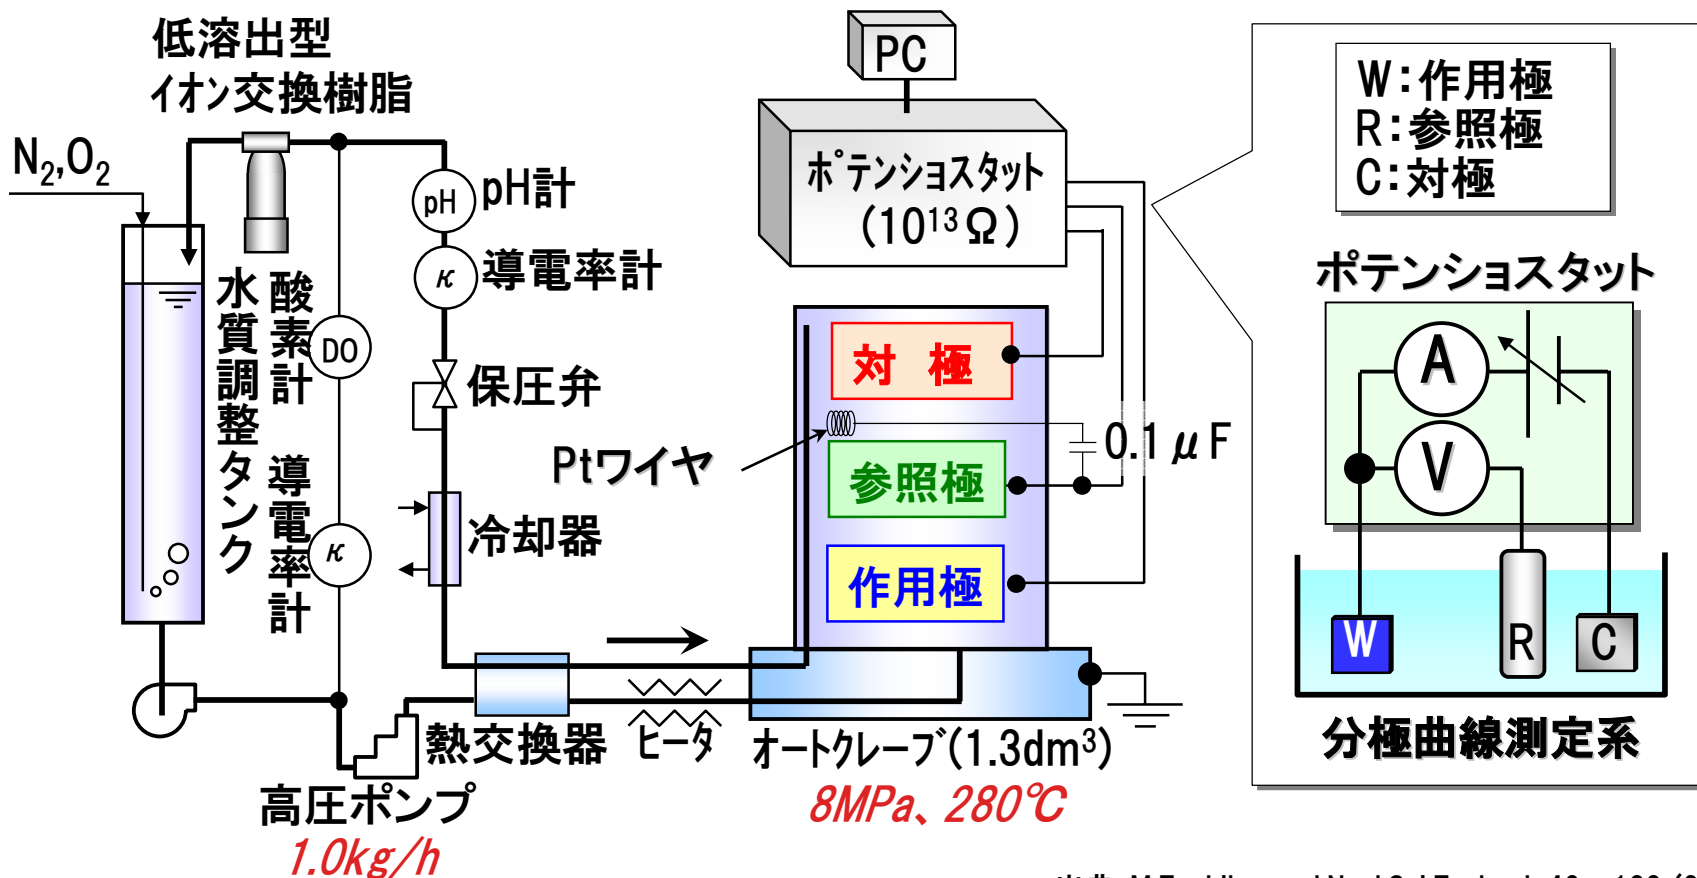 低溶出型
イオン交換樹脂
N2,O2
水質調整タンク
酸素計
DO
導電率計
κ
pH
pH計
κ
導電率計
保圧弁
冷却器
熱交換器
ヒータ
高圧ポンプ
1.0kg/h
PC
ポテンショスタット
(10¹³Ω)
対 極
Ptワイヤ
0.1μF
参照極
作用極
オートクレーブ(1.3dm³)
8MPa、280℃
W:作用極
R:参照極
C:対極
ポテンショスタット
A
V
W
R
C
分極曲線測定系